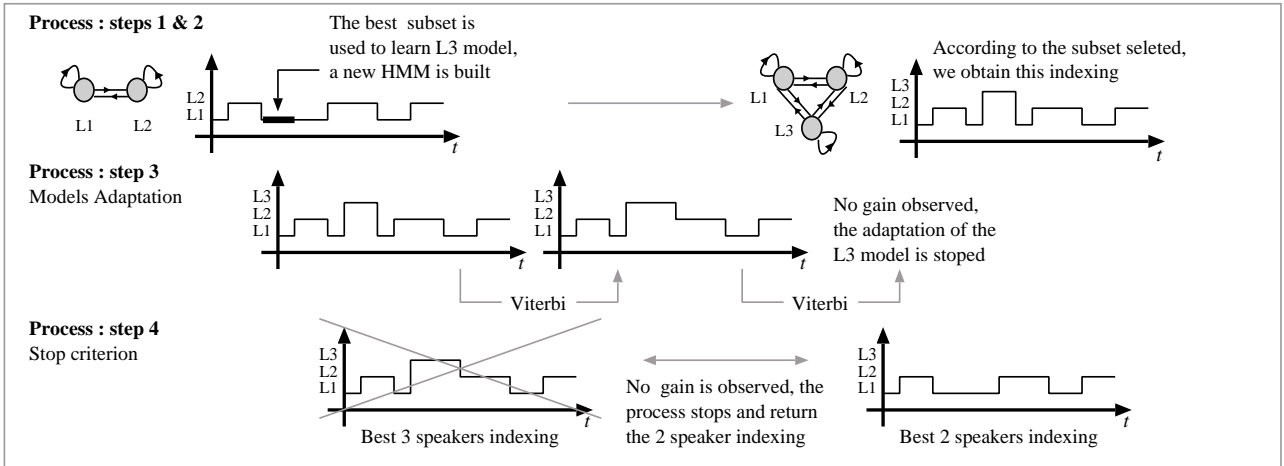 Process : steps 1 & 2
The best subset is
used to learn L3 model,
a new HMM is built
L1 L2
L2
L1
t
L1 L2
L3
According to the subset seleted,
we obtain this indexing
L3
L2
L1
t
Process : step 3
Models Adaptation
L3
L2
L1
t
L3
L2
L1
t
No gain observed,
the adaptation of the
L3 model is stoped
Viterbi
Viterbi
Process : step 4
Stop criterion
L3
L2
L1
t
Best 3 speakers indexing
No gain is observed, the
process stops and return
the 2 speaker indexing
L3
L2
L1
t
Best 2 speakers indexing